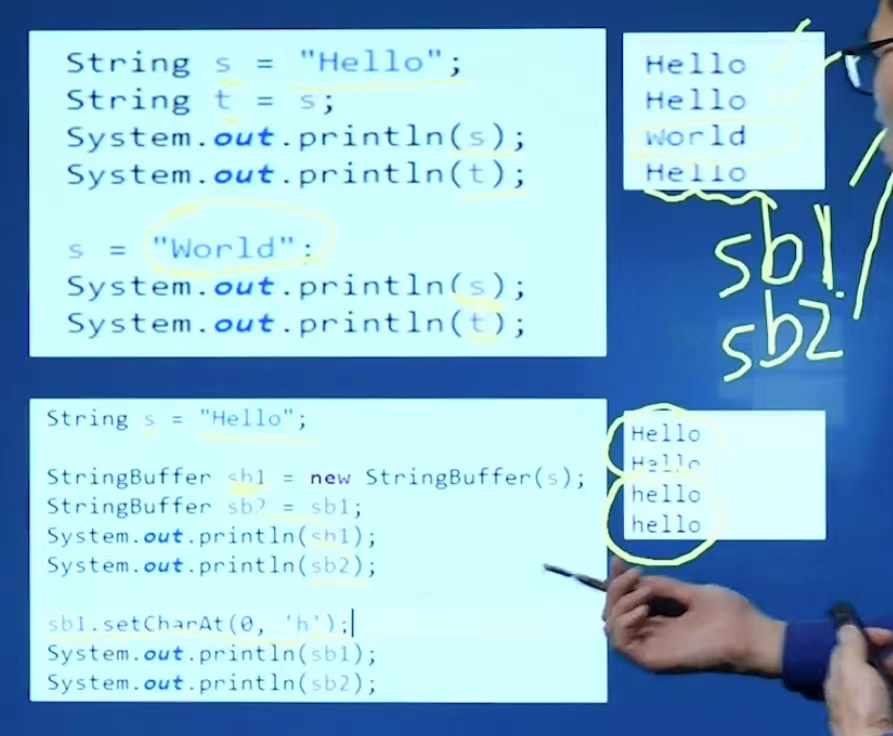 String s = "Hello";
String t = s;
System.out.println(s);
System.out.println(t);
s = "World";
System.out.println(s);
System.out.println(t);
Hello
Hello
World
Hello
sb1
sb2
String s = "Hello";
StringBuffer sb1 = new StringBuffer(s);
StringBuffer sb2 = sb1;
System.out.println(sb1);
System.out.println(sb2);
sb1.setCharAt(0, 'h');
System.out.println(sb1);
System.out.println(sb2);
Hello
Hello
hello
hello